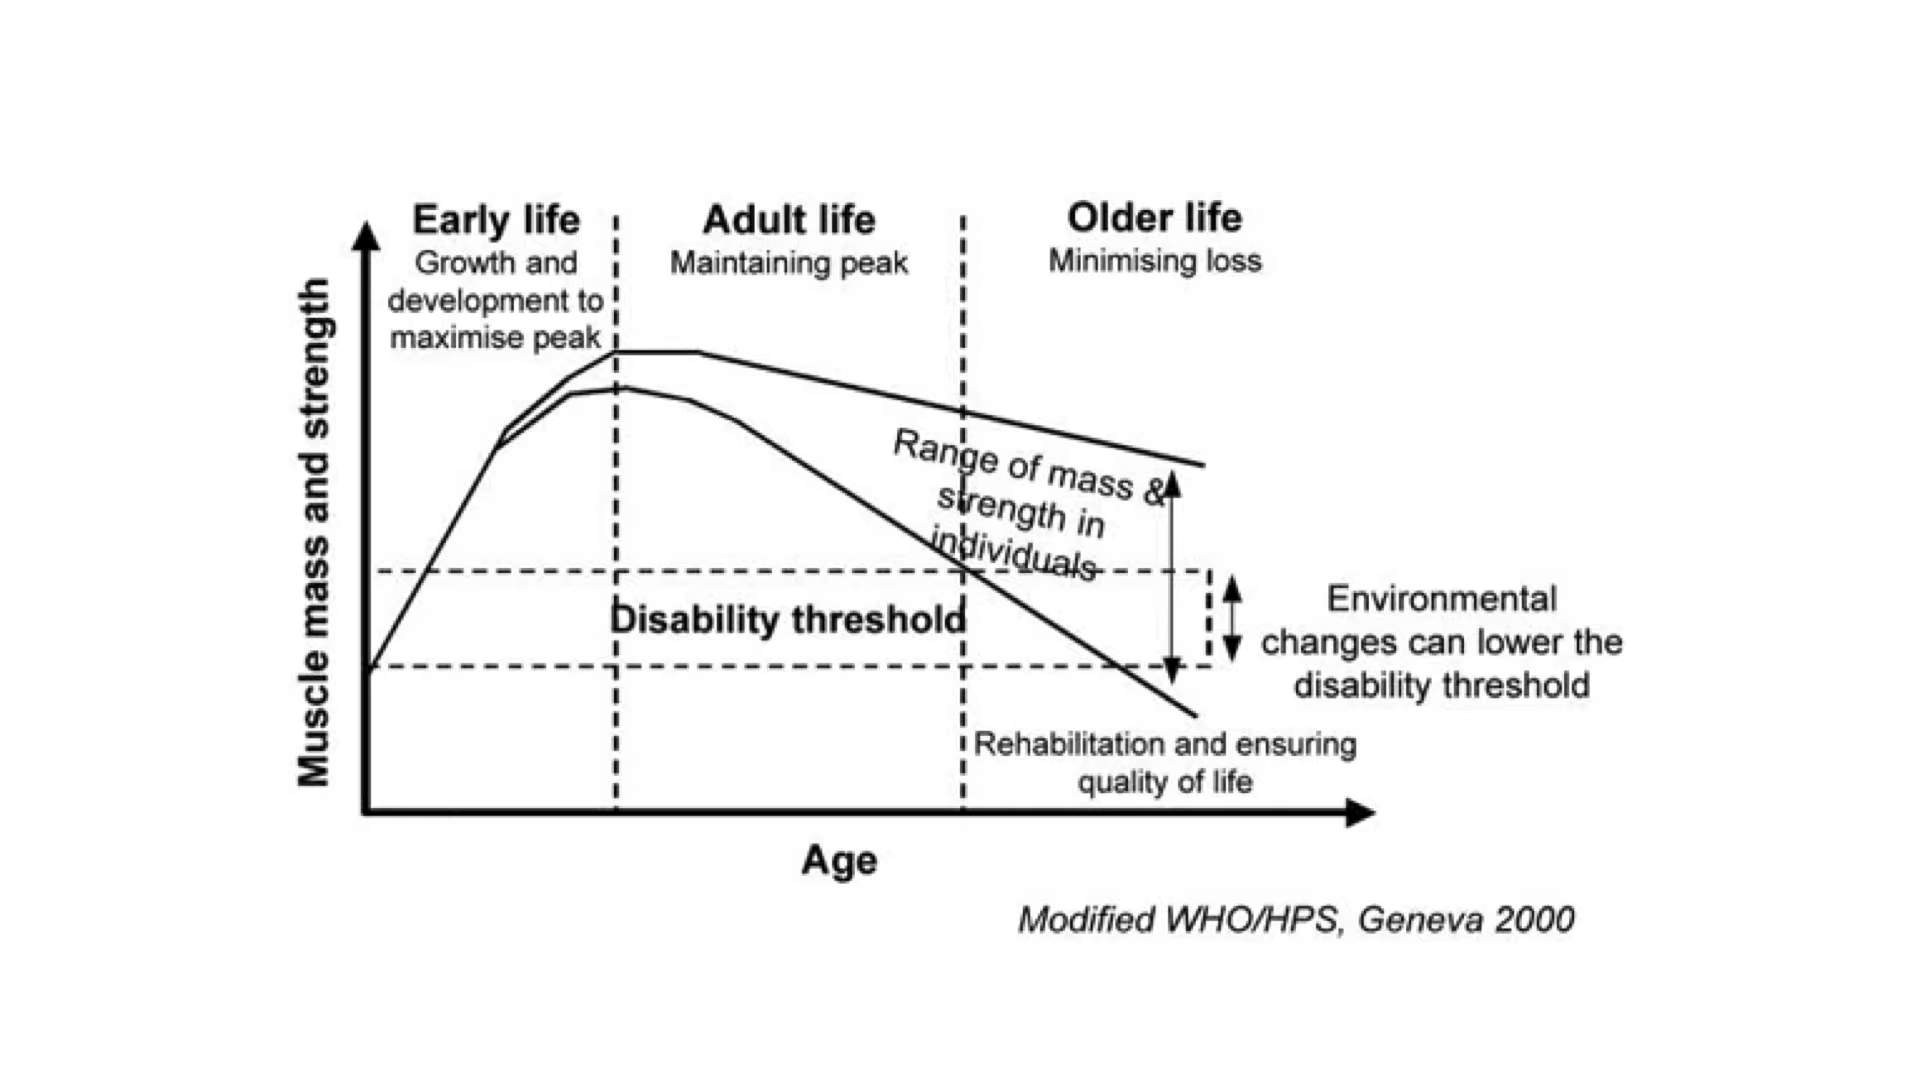 Early life
Growth and
development to
maximise peak
Adult life
Maintaining peak
Older life
Minimising loss
Muscle mass and strength
Range of mass &
strength in
individuals
Disability threshold
Environmental
changes can lower the
disability threshold
Rehabilitation and ensuring
quality of life
Age
Modified WHO/HPS, Geneva 2000